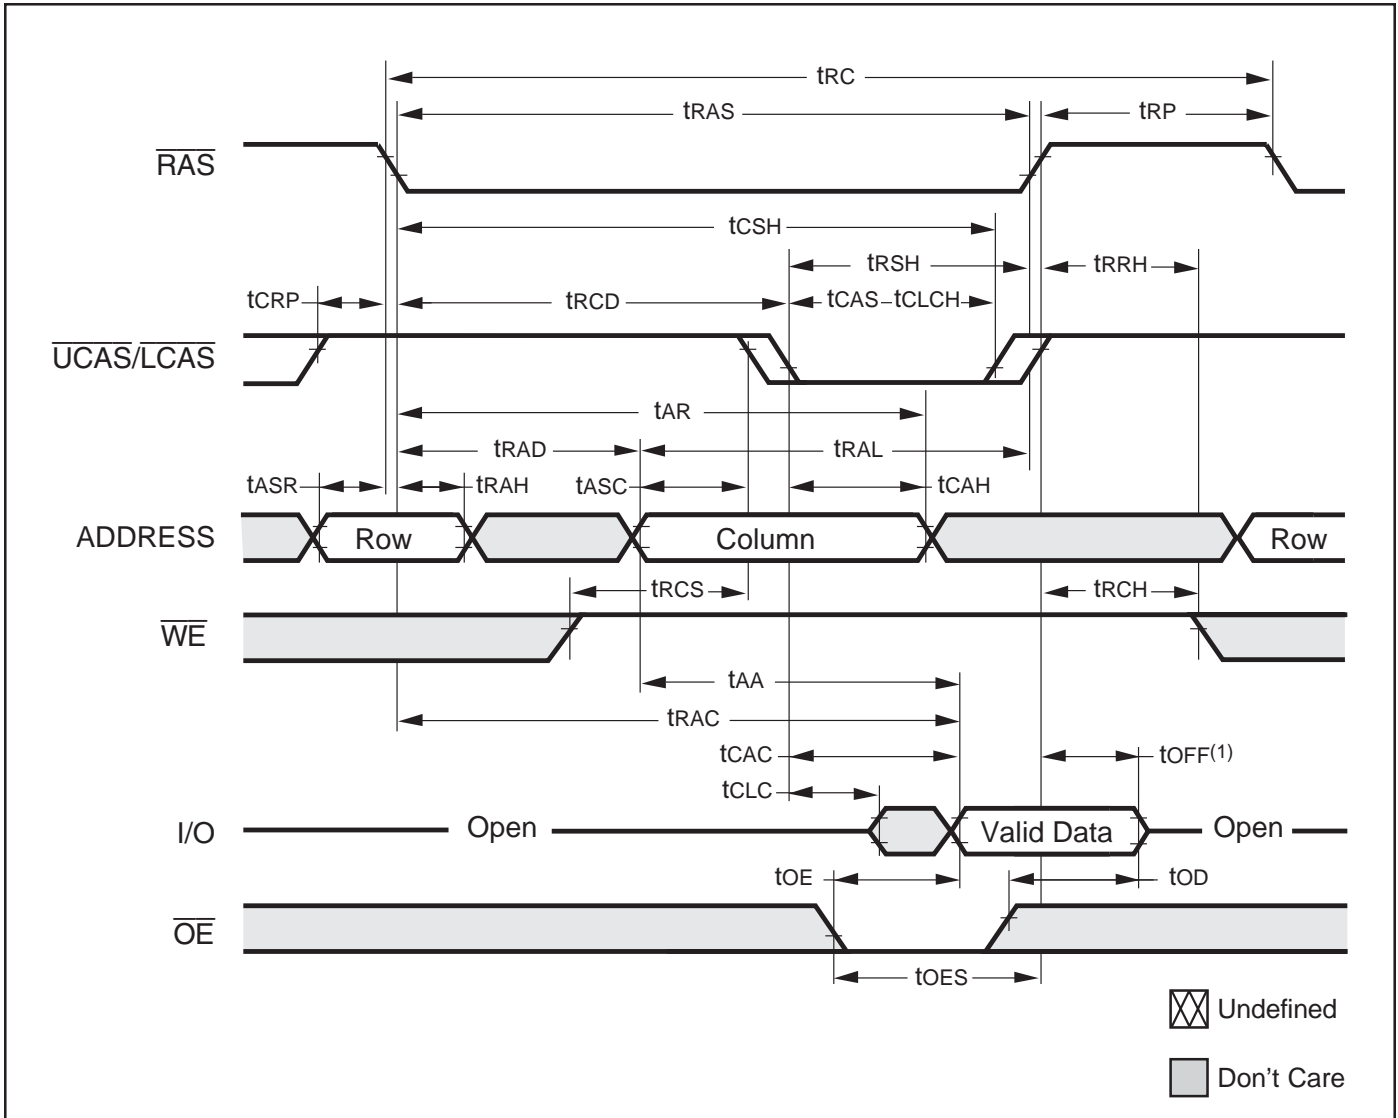 tRC
tRAS
tRP
RAS
tCSH
tRSH
tRRH
tCRP
tRCD
tCAS
tCLCH
UCAS/LCAS
tAR
tRAD
tRAL
tASR
tRAH
tASC
tCAH
ADDRESS
Row
Column
Row
tRCS
tRCH
WE
tAA
tRAC
tCAC
tOFF(1)
tCLC
I/O
Open
Valid Data
Open
tOE
tOD
OE
tOES
Undefined
Don't Care